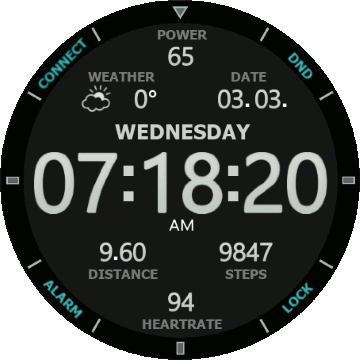 POWER
65
CONNECT
DND
WEATHER
DATE
0°
03.03.
WEDNESDAY
07:18:20
AM
9.60
9847
DISTANCE
STEPS
ALARM
LOCK
94
HEARTRATE